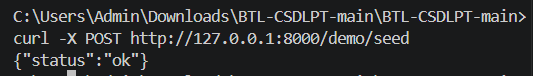 C:\Users\Admin\Downloads\BTL-CSDLPT-main\BTL-CSDLPT-main>
curl -X POST http://127.0.0.1:8000/demo/seed
{"status":"ok"}